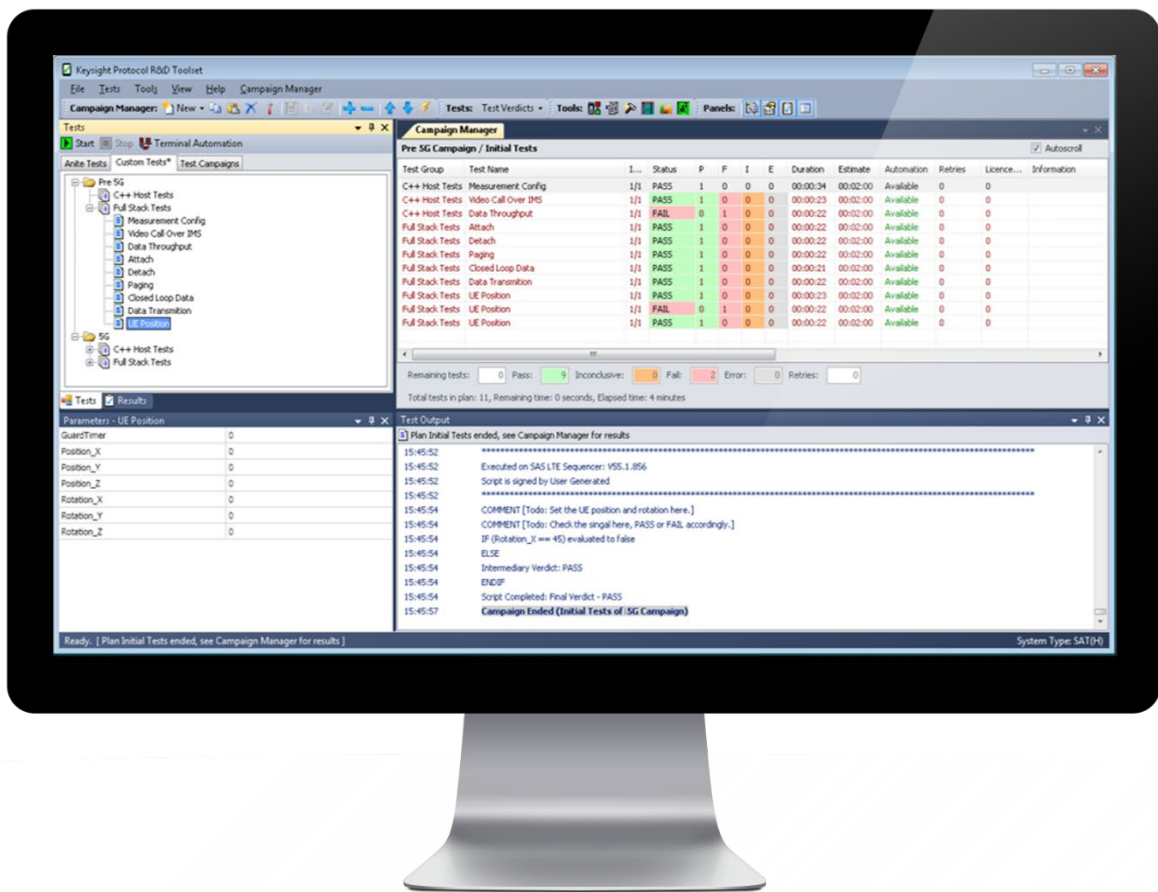 Keysight Protocol R&D Toolset
File Tests Tools View Help Campaign Manager
Campaign Manager: New Tests: Test Verdicts Tools: Panels:
Tests
Start Stop Terminal Automation
Anite Tests Custom Tests* Test Campaigns
Pre 5G
C++ Host Tests
Full Stack Tests
Measurement Config
Video Call Over IMS
Data Throughput
Attach
Detach
Paging
Closed Loop Data
Data Transmition
UE Position
5G
C++ Host Tests
Full Stack Tests
Tests Results
Campaign Manager
Pre 5G Campaign / Initial Tests Autoscroll
Test Group Test Name I... Status P F I E Duration Estimate Automation Retries Licence... Information
C++ Host Tests Measurement Config 1/1 PASS 1 0 0 0 00:00:34 00:02:00 Available 0 0
C++ Host Tests Video Call Over IMS 1/1 PASS 1 0 0 0 00:00:23 00:02:00 Available 0 0
C++ Host Tests Data Throughput 1/1 FAIL 0 1 0 0 00:00:22 00:02:00 Available 0 0
Full Stack Tests Attach 1/1 PASS 1 0 0 0 00:00:22 00:02:00 Available 0 0
Full Stack Tests Detach 1/1 PASS 1 0 0 0 00:00:22 00:02:00 Available 0 0
Full Stack Tests Paging 1/1 PASS 1 0 0 0 00:00:22 00:02:00 Available 0 0
Full Stack Tests Closed Loop Data 1/1 PASS 1 0 0 0 00:00:21 00:02:00 Available 0 0
Full Stack Tests Data Transmition 1/1 PASS 1 0 0 0 00:00:22 00:02:00 Available 0 0
Full Stack Tests UE Position 1/1 PASS 1 0 0 0 00:00:23 00:02:00 Available 0 0
Full Stack Tests UE Position 1/1 FAIL 0 1 0 0 00:00:22 00:02:00 Available 0 0
Full Stack Tests UE Position 1/1 PASS 1 0 0 0 00:00:22 00:02:00 Available 0 0
Remaining tests: 0 Pass: 9 Inconclusive: 0 Fail: 2 Error: 0 Retries: 0
Total tests in plan: 11, Remaining time: 0 seconds, Elapsed time: 4 minutes
Parameters - UE Position
GuardTimer 0
Position_X 0
Position_Y 0
Position_Z 0
Rotation_X 0
Rotation_Y 0
Rotation_Z 0
Test Output
Plan Initial Tests ended, see Campaign Manager for results
15:45:52
15:45:52 Executed on SAS LTE Sequencer: V55.1.856
15:45:52 Script is signed by User Generated
15:45:52
15:45:54 COMMENT [Todo: Set the UE position and rotation here.]
15:45:54 COMMENT [Todo: Check the singal here, PASS or FAIL accordingly.]
15:45:54 IF (Rotation_X == 45) evaluated to false
15:45:54 ELSE
15:45:54 Intermediary Verdict: PASS
15:45:54 ENDIF
15:45:54 Script Completed: Final Verdict - PASS
15:45:57 Campaign Ended (Initial Tests of 5G Campaign)
Ready. [ Plan Initial Tests ended, see Campaign Manager for results ] System Type: SAT(H)